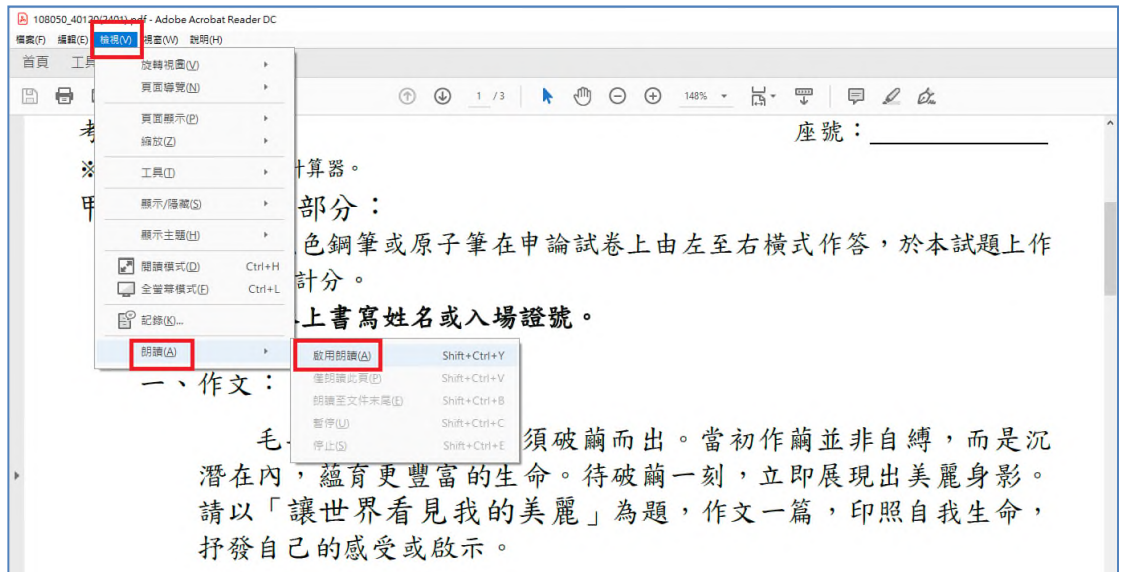 108050_40120(2401).pdf - Adobe Acrobat Reader DC
檔案(F) 編輯(E) 檢視(V) 視窗(W) 說明(H)
首頁 工具
旋轉視圖(V)
頁面導覽(N)
1 / 3 148%
頁面顯示(P)
縮放(Z)
工具(T)
顯示/隱藏(S)
顯示主題(H)
閱讀模式(D) Ctrl+H
全螢幕模式(F) Ctrl+L
記錄(K)...
朗讀(A)
啟用朗讀(A) Shift+Ctrl+Y
僅朗讀此頁(P) Shift+Ctrl+V
朗讀至文件末尾(E) Shift+Ctrl+B
暫停(U) Shift+Ctrl+C
停止(S) Shift+Ctrl+E
考 座號：
※ 計算器。
甲 部分：
色鋼筆或原子筆在申論試卷上由左至右橫式作答，於本試題上作
計分。
上書寫姓名或入場證號。
一、作文：
毛 須破繭而出。當初作繭並非自縛，而是沉
潛在內，蘊育更豐富的生命。待破繭一刻，立即展現出美麗身影。
請以「讓世界看見我的美麗」為題，作文一篇，印照自我生命，
抒發自己的感受或啟示。